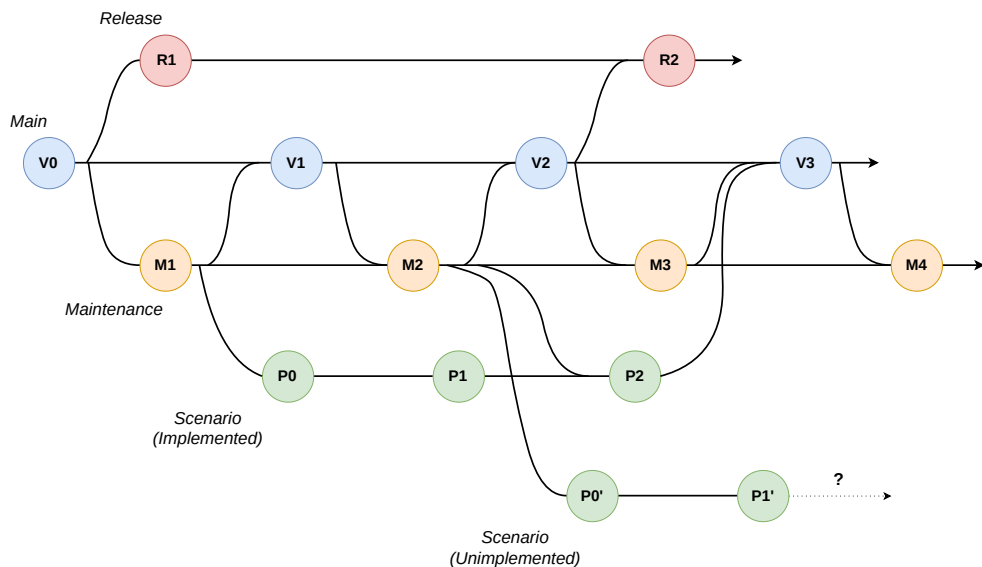 Release
R1
R2
Main
V0
V1
V2
V3
M1
M2
M3
M4
Maintenance
P0
P1
P2
Scenario
(Implemented)
?
P0'
P1'
Scenario
(Unimplemented)